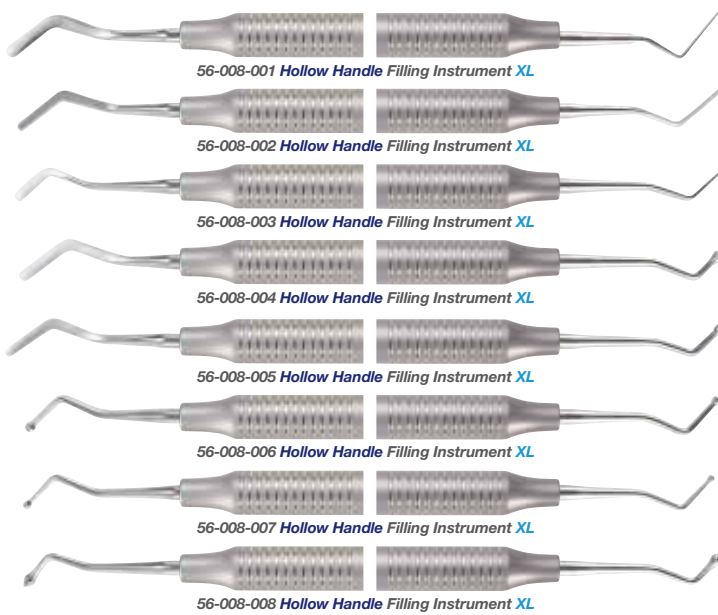 56-008-001 Hollow Handle Filling Instrument XL
56-008-002 Hollow Handle Filling Instrument XL
56-008-003 Hollow Handle Filling Instrument XL
56-008-004 Hollow Handle Filling Instrument XL
56-008-005 Hollow Handle Filling Instrument XL
56-008-006 Hollow Handle Filling Instrument XL
56-008-007 Hollow Handle Filling Instrument XL
56-008-008 Hollow Handle Filling Instrument XL